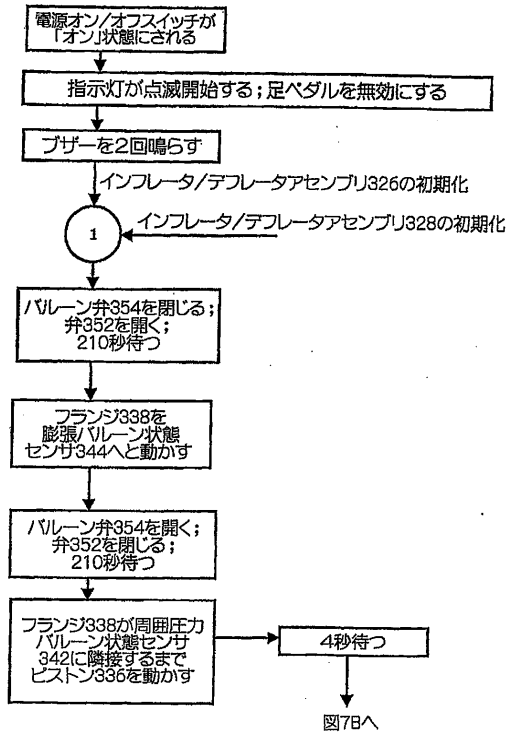 電源オン/オフスイッチが
「オン」状態にされる
指示灯が点滅開始する；足ペダルを無効にする
ブザーを2回鳴らす
インフレータ/デフレータアセンブリ326の初期化
1
インフレータ/デフレータアセンブリ328の初期化
バルーン弁354を閉じる；
弁352を開く；
210秒待つ
フランジ338を
膨張バルーン状態
センサ344へと動かす
バルーン弁354を開く；
弁352を閉じる；
210秒待つ
フランジ338が周囲圧力
バルーン状態センサ
342に隣接するまで
ピストン336を動かす
4秒待つ
図7Bへ